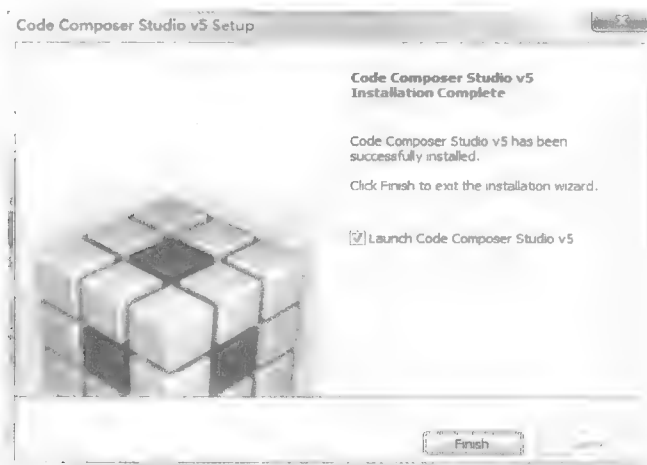 Code Composer Studio v5 Setup
Code Composer Studio v5
Installation Complete
Code Composer Studio v5 has been
successfully installed.
Click Finish to exit the installation wizard.
Launch Code Composer Studio v5
Finish